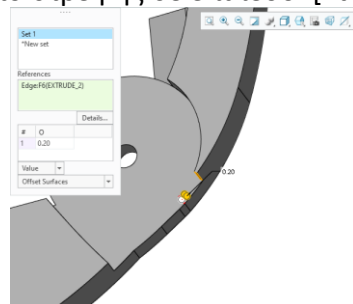 Set 1
*New set
References
Edge:F6(EXTRUDE_2)
Details...
# O
1 0.20
Value
Offset Surfaces
0.20